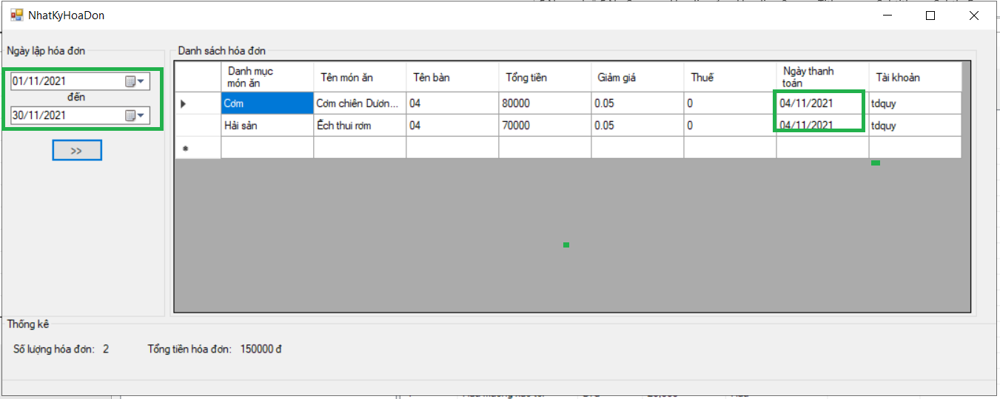 NhatKyHoaDon
Ngày lập hóa đơn
01/11/2021
đến
30/11/2021
>>
Danh sách hóa đơn
Danh mục món ăn Tên món ăn Tên bàn Tổng tiền Giảm giá Thuế Ngày thanh toán Tài khoản
Cơm Cơm chiên Dươn... 04 80000 0.05 0 04/11/2021 tdquy
Hải sản Ếch thui rơm 04 70000 0.05 0 04/11/2021 tdquy
Thống kê
Số lượng hóa đơn: 2 Tổng tiền hóa đơn: 150000 đ